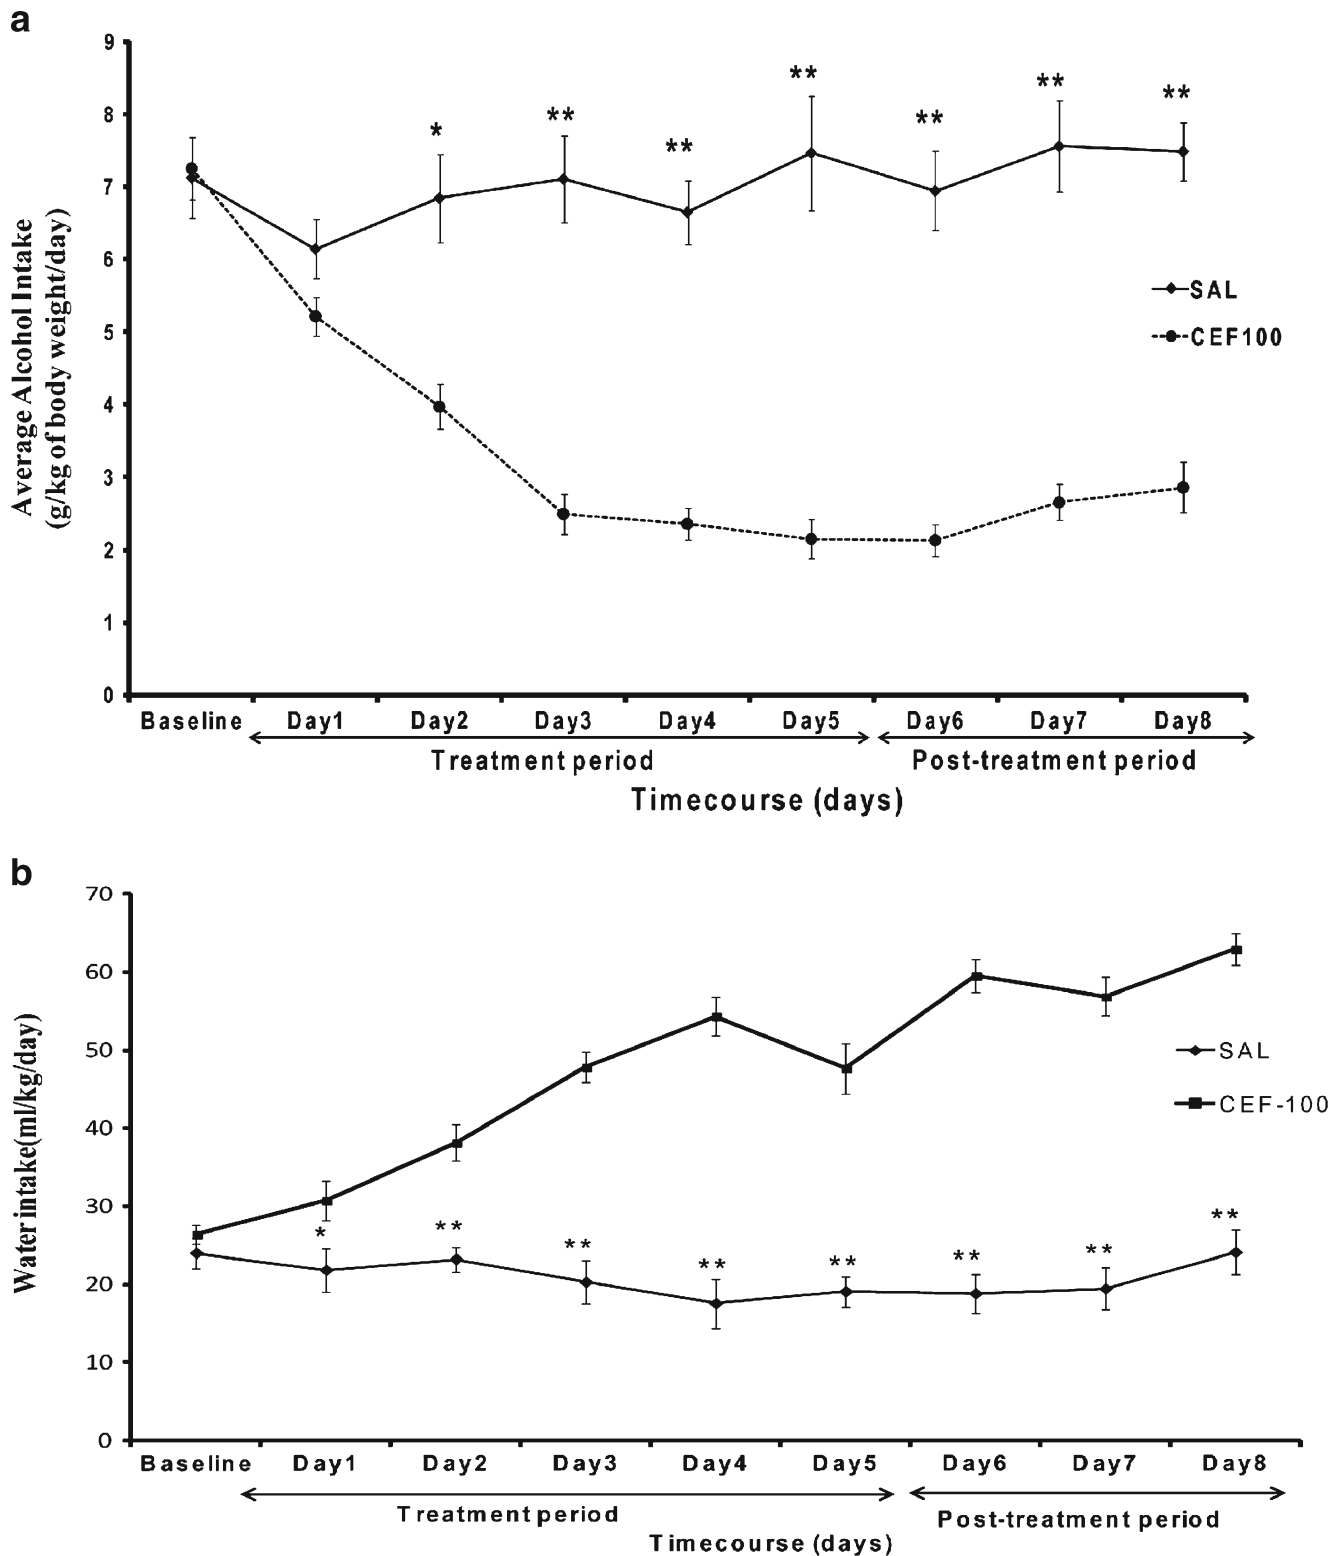 a
Average Alcohol Intake
(g/kg of body weight/day)
9
8
7
6
5
4
3
2
1
0
* ** ** ** ** ** **
SAL
CEF100
Baseline Day1 Day2 Day3 Day4 Day5 Day6 Day7 Day8
Treatment period Post-treatment period
Timecourse (days)
b
Water intake(ml/kg/day)
70
60
50
40
30
20
10
0
* ** ** ** ** ** ** **
SAL
CEF-100
Baseline Day1 Day2 Day3 Day4 Day5 Day6 Day7 Day8
Treatment period Post-treatment period
Timecourse (days)